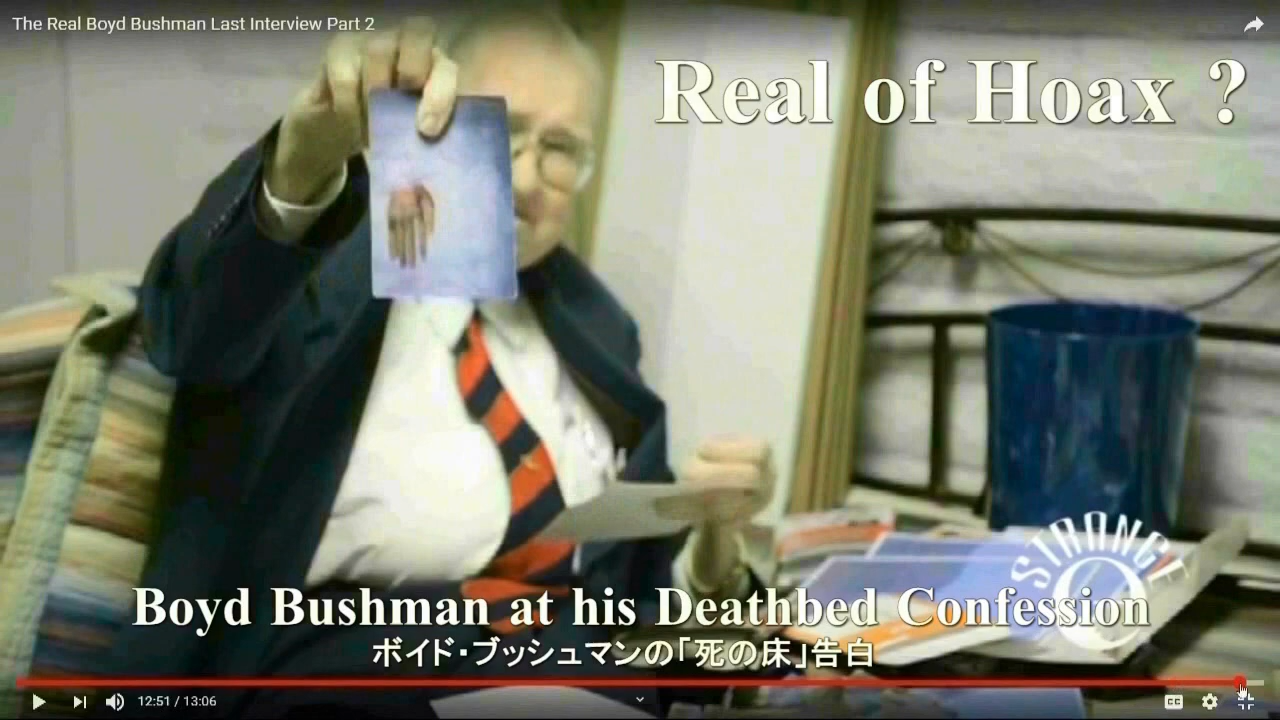 The Real Boyd Bushman Last Interview Part 2
Real of Hoax ?
STRANGE
Boyd Bushman at his Deathbed Confession
ボイド・ブッシュマンの「死の床」告白
12:51 / 13:06
CC